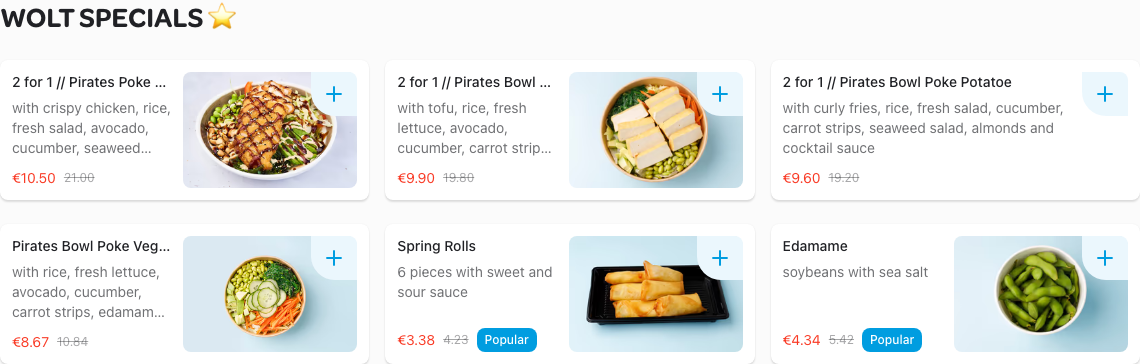 WOLT SPECIALS ⭐
2 for 1 // Pirates Poke ...
with crispy chicken, rice,
fresh salad, avocado,
cucumber, seaweed...
€10.50 21.00
2 for 1 // Pirates Bowl ...
with tofu, rice, fresh
lettuce, avocado,
cucumber, carrot strip...
€9.90 19.80
2 for 1 // Pirates Bowl Poke Potatoe
with curly fries, rice, fresh salad, cucumber,
carrot strips, seaweed salad, almonds and
cocktail sauce
€9.60 19.20
Pirates Bowl Poke Veg...
with rice, fresh lettuce,
avocado, cucumber,
carrot strips, edamam...
€8.67 10.84
Spring Rolls
6 pieces with sweet and
sour sauce
€3.38 4.23 Popular
Edamame
soybeans with sea salt
€4.34 5.42 Popular